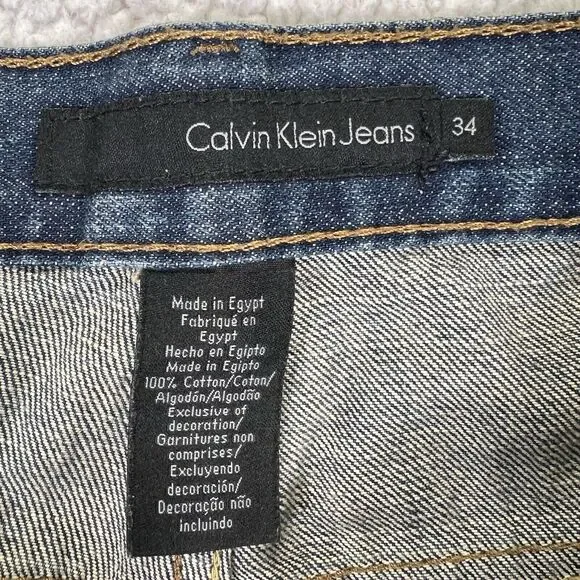 Calvin Klein Jeans 34
Made in Egypt
Fabriqué en
Egypt
Hecho en Egipto
Made in Egipto
100% Cotton/Coton/
Algodón/Algodão
Exclusive of
decoration/
Garnitures non
comprises/
Excluyendo
decoración/
Decoração não
incluindo